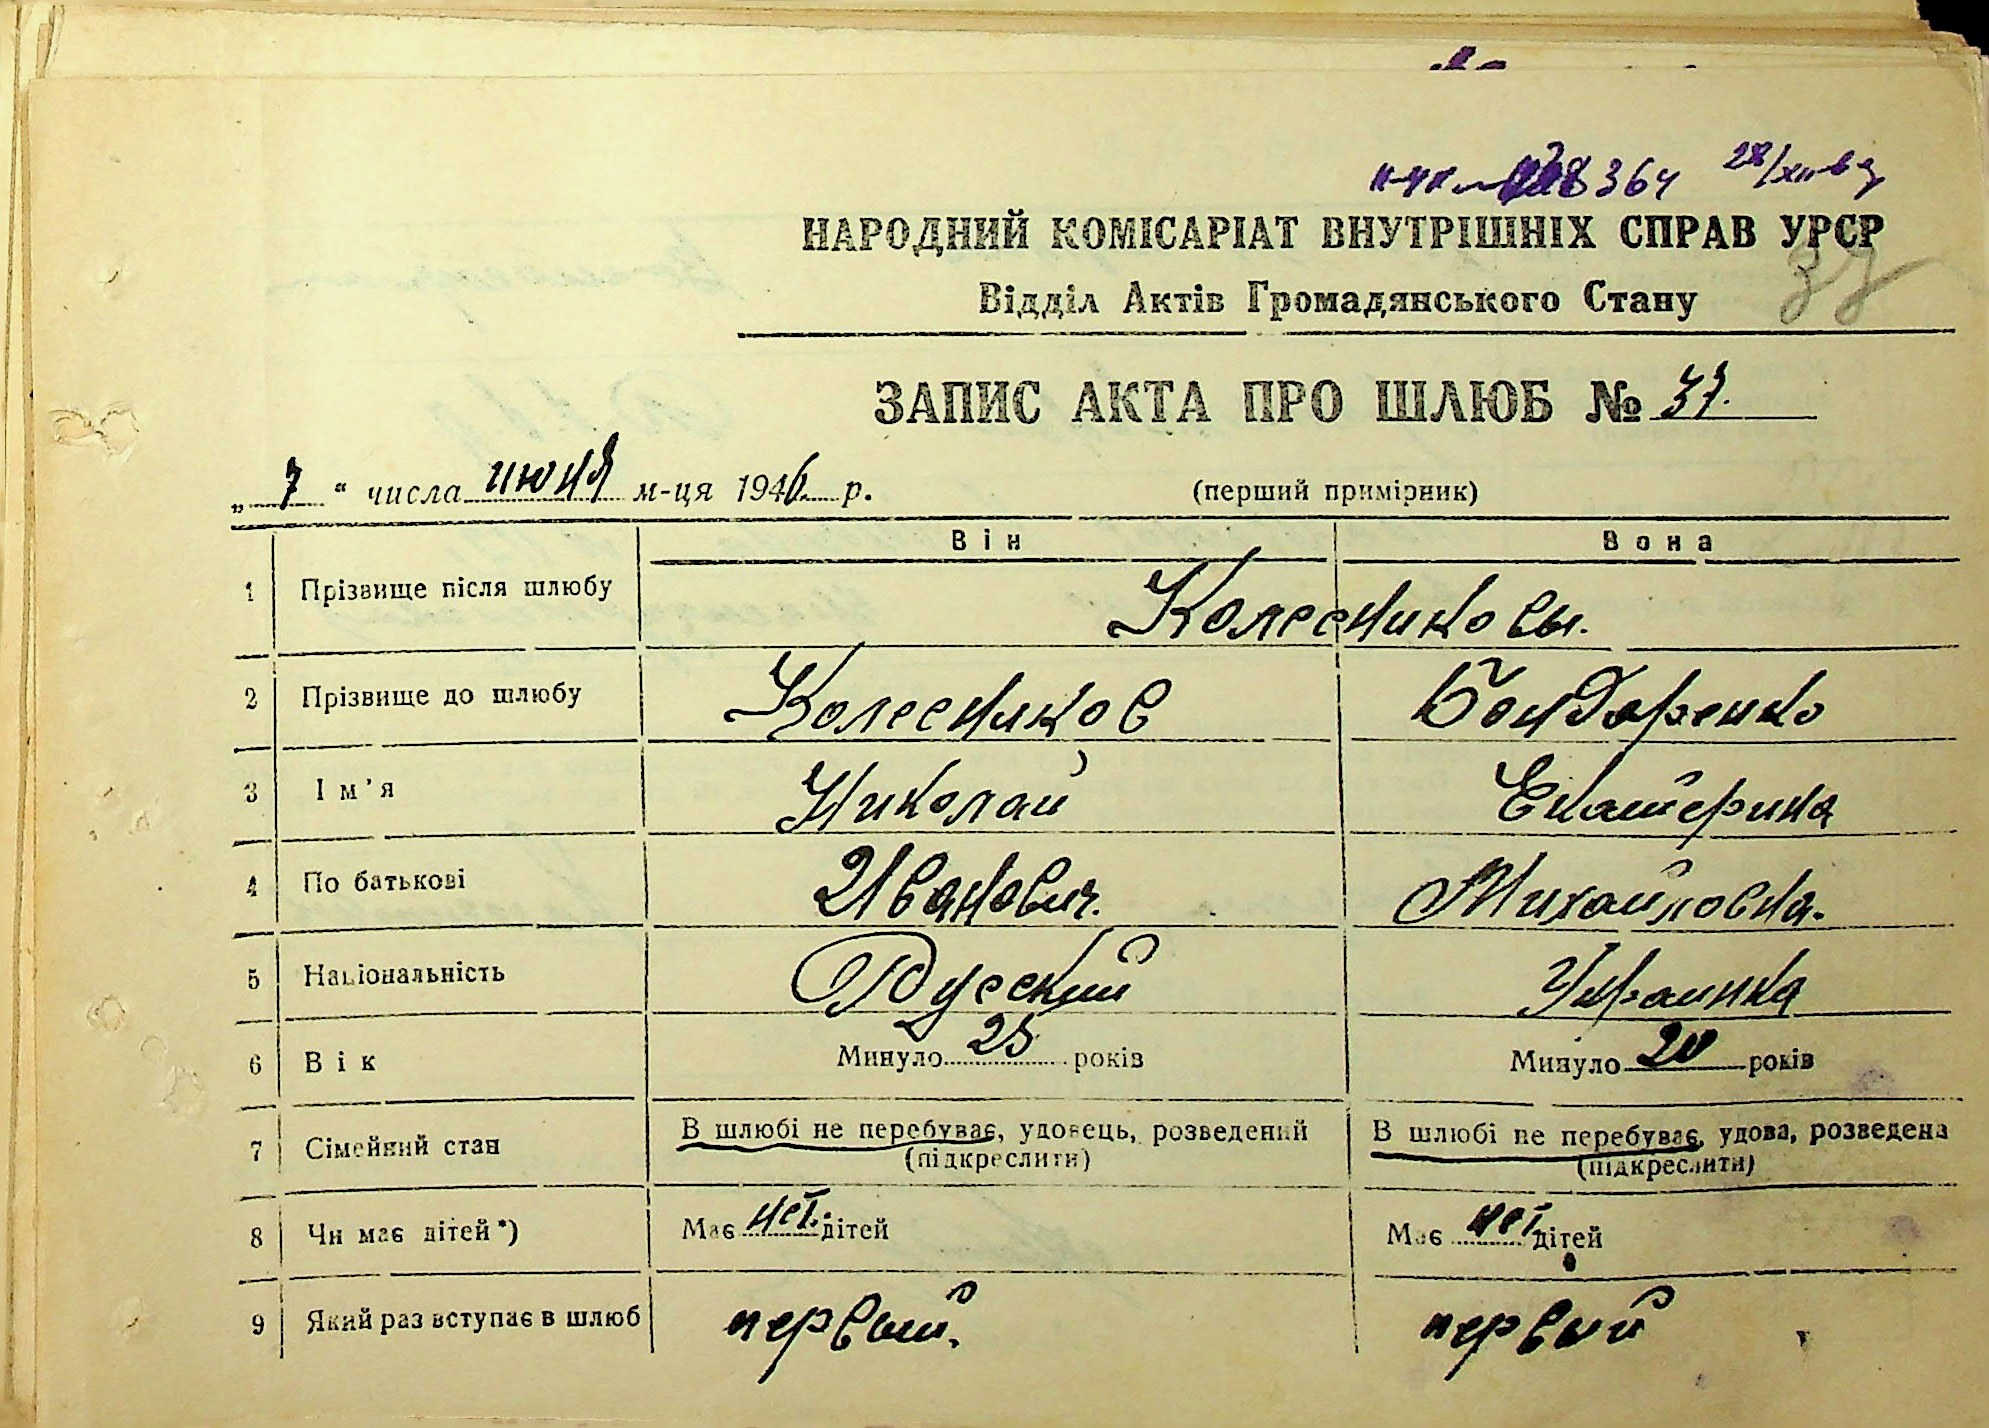 8364
НАРОДНИЙ КОМІСАРІАТ ВНУТРІШНІХ СПРАВ УРСР
Відділ Актів Громадянського Стану
ЗАПИС АКТА ПРО ШЛЮБ № 37.
„ 7 “ числа июня м-ця 1946 р.
(перший примірник)
Він Вона
1 Прізвище після шлюбу Колесниковы.
2 Прізвище до шлюбу Колесников Бондаренко
3 Ім'я Николай Екатерина
4 По батькові Иванович. Михайловна.
5 Національність Русский Украинка
6 Вік Минуло 25 років Минуло 20 років
7 Сімейний стан В шлюбі не перебуває, удовець, розведений В шлюбі не перебуває, удова, розведена
(підкреслити) (підкреслити)
8 Чи має дітей*) Має нет. дітей Має нет дітей
9 Який раз вступає в шлюб первый. первый